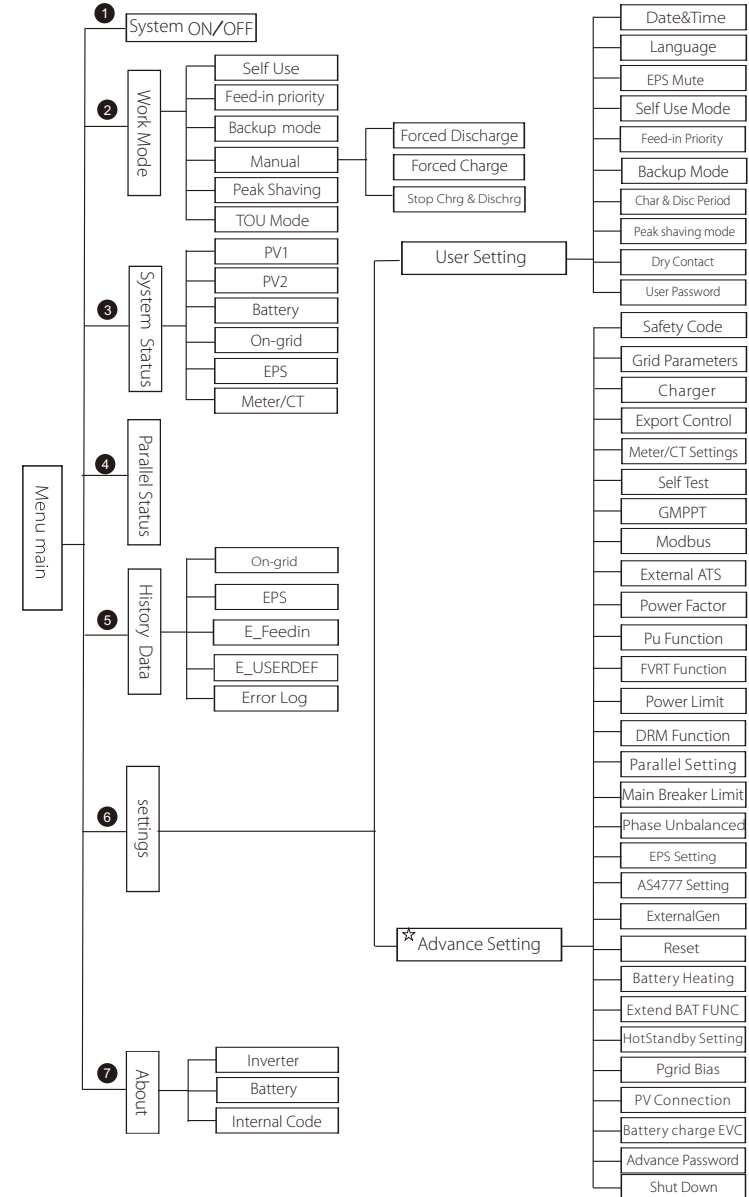 Menu main
1
System ON/OFF
2
Work Mode
Self Use
Feed-in priority
Backup mode
Manual
Forced Discharge
Forced Charge
Stop Chrg & Dischrg
Peak Shaving
TOU Mode
3
System Status
PV1
PV2
Battery
On-grid
EPS
Meter/CT
4
Parallel Status
5
History Data
On-grid
EPS
E_Feedin
E_USERDEF
Error Log
6
settings
User Setting
Date&Time
Language
EPS Mute
Self Use Mode
Feed-in Priority
Backup Mode
Char & Disc Period
Peak shaving mode
Dry Contact
User Password
☆Advance Setting
Safety Code
Grid Parameters
Charger
Export Control
Meter/CT Settings
Self Test
GMPPT
Modbus
External ATS
Power Factor
Pu Function
FVRT Function
Power Limit
DRM Function
Parallel Setting
Main Breaker Limit
Phase Unbalanced
EPS Setting
AS4777 Setting
ExternalGen
Reset
Battery Heating
Extend BAT FUNC
HotStandby Setting
Pgrid Bias
PV Connection
Battery charge EVC
Advance Password
Shut Down
7
About
Inverter
Battery
Internal Code